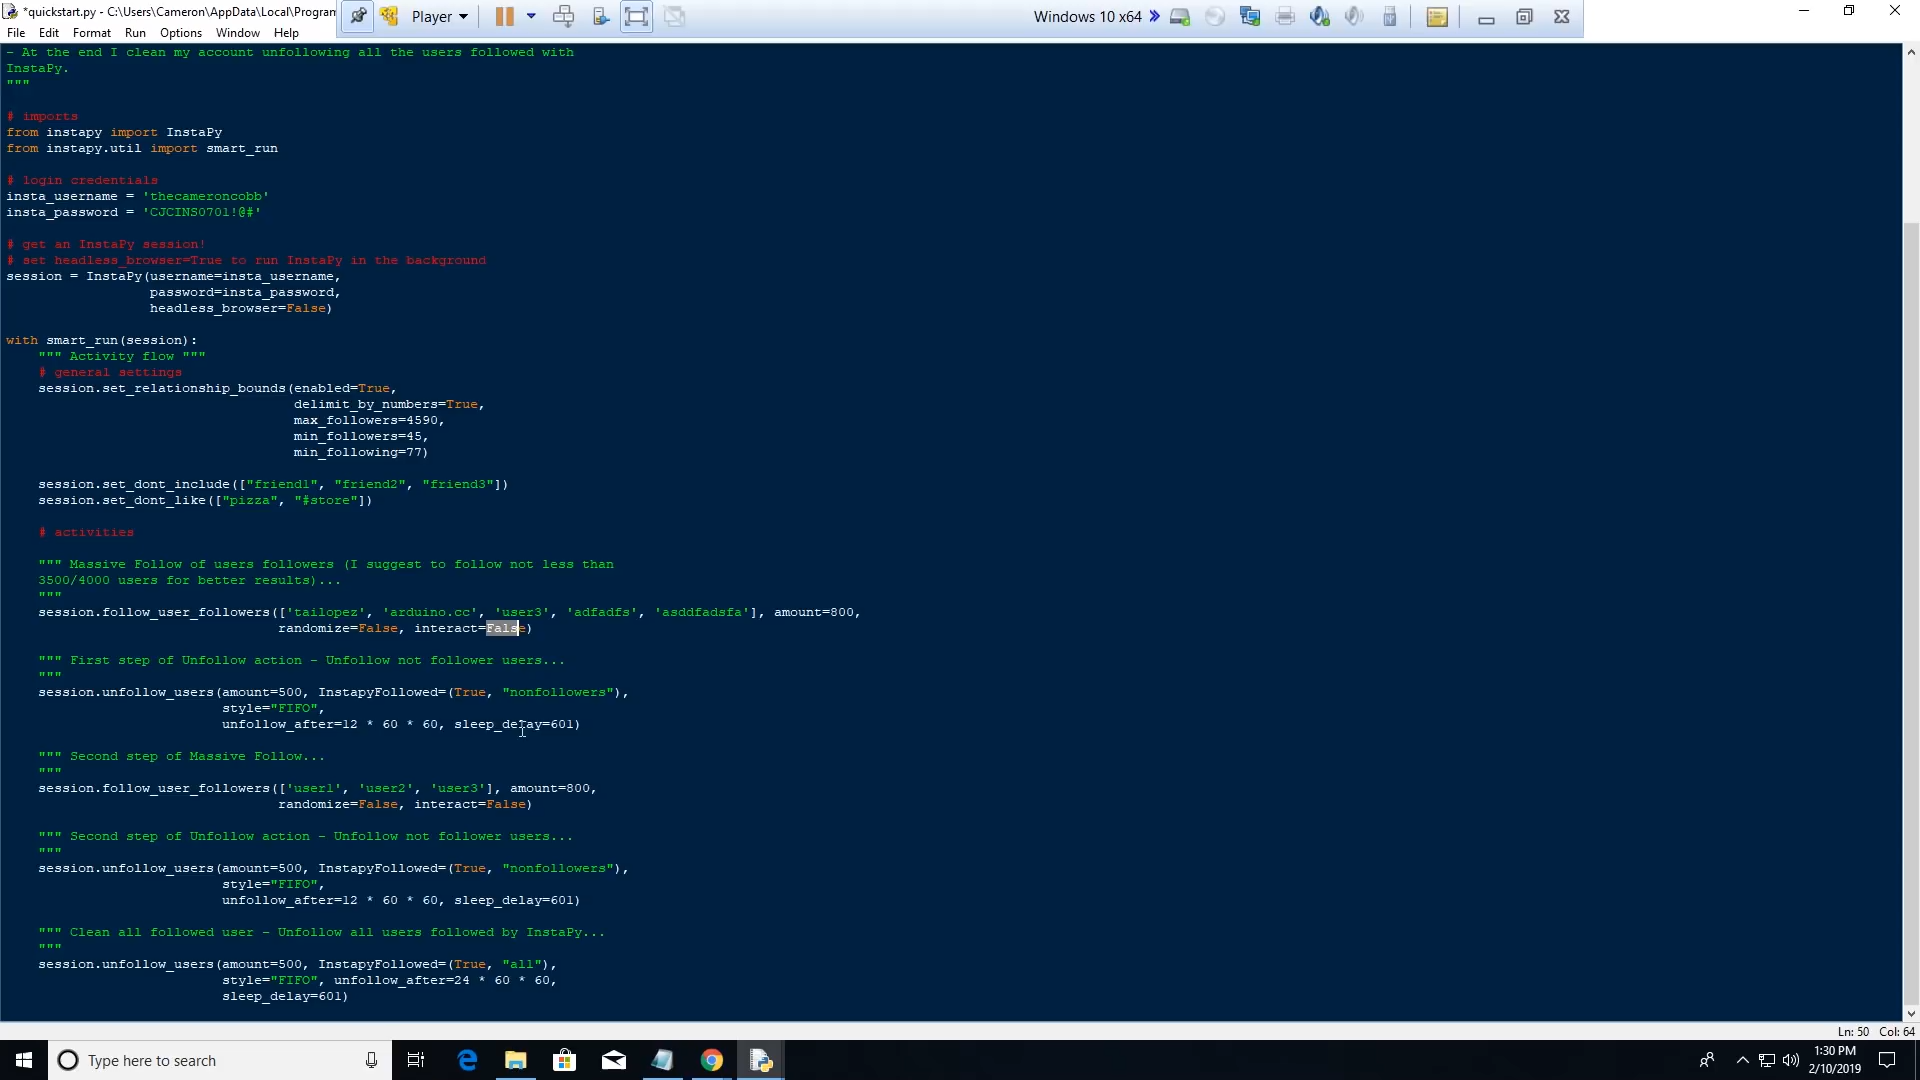 *quickstart.py - C:\Users\Cameron\AppData\Local\Program
Player
Windows 10 x64
File Edit Format Run Options Window Help
- At the end I clean my account unfollowing all the users followed with
InstaPy.
"""
# imports
from instapy import InstaPy
from instapy.util import smart_run
# login credentials
insta_username = 'thecameroncobb'
insta_password = 'CJCINS0701!@#'
# get an InstaPy session!
# set headless_browser=True to run InstaPy in the background
session = InstaPy(username=insta_username,
password=insta_password,
headless_browser=False)
with smart_run(session):
""" Activity flow """
# general settings
session.set_relationship_bounds(enabled=True,
delimit_by_numbers=True,
max_followers=4590,
min_followers=45,
min_following=77)
session.set_dont_include(["friend1", "friend2", "friend3"])
session.set_dont_like(["pizza", "#store"])
# activities
""" Massive Follow of users followers (I suggest to follow not less than
3500/4000 users for better results)...
"""
session.follow_user_followers(['tailopez', 'arduino.cc', 'user3', 'adfadfs', 'asddfadsfa'], amount=800,
randomize=False, interact=False)
""" First step of Unfollow action - Unfollow not follower users...
"""
session.unfollow_users(amount=500, InstapyFollowed=(True, "nonfollowers"),
style="FIFO",
unfollow_after=12 * 60 * 60, sleep_delay=601)
""" Second step of Massive Follow...
"""
session.follow_user_followers(['user1', 'user2', 'user3'], amount=800,
randomize=False, interact=False)
""" Second step of Unfollow action - Unfollow not follower users...
"""
session.unfollow_users(amount=500, InstapyFollowed=(True, "nonfollowers"),
style="FIFO",
unfollow_after=12 * 60 * 60, sleep_delay=601)
""" Clean all followed user - Unfollow all users followed by InstaPy...
"""
session.unfollow_users(amount=500, InstapyFollowed=(True, "all"),
style="FIFO", unfollow_after=24 * 60 * 60,
sleep_delay=601)
Ln: 50 Col: 64
Type here to search
1:30 PM
2/10/2019